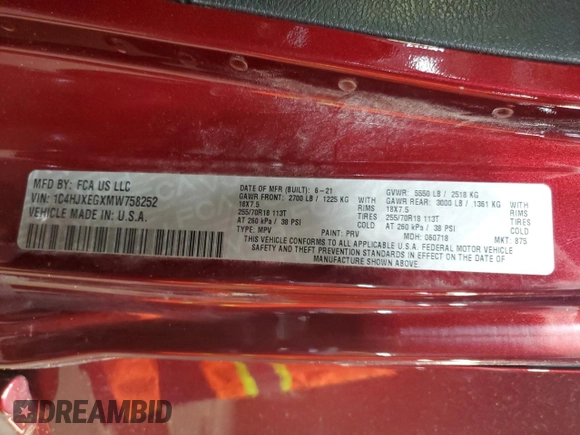 MFD BY: FCA US LLC
VIN: 1C4HJXEGXMW758252
VEHICLE MADE IN: U.S.A.
DATE OF MFR (BUILT): 6-21
GAWR FRONT: 2700 LB / 1225 KG WITH
18X7.5 RIMS
255/70R18 113T TIRES
AT 260 kPa / 38 PSI COLD
TYPE: MPV PAINT: PRV
GVWR: 5550 LB / 2518 KG
GAWR REAR: 3000 LB / 1361 KG WITH
18X7.5 RIMS
255/70R18 113T TIRES
AT 260 kPa / 38 PSI COLD
MDH: 060718 MKT: 875
THIS VEHICLE CONFORMS TO ALL APPLICABLE U.S.A. FEDERAL MOTOR VEHICLE
SAFETY AND THEFT PREVENTION STANDARDS IN EFFECT ON THE DATE OF
MANUFACTURE SHOWN ABOVE.
DREAMBID